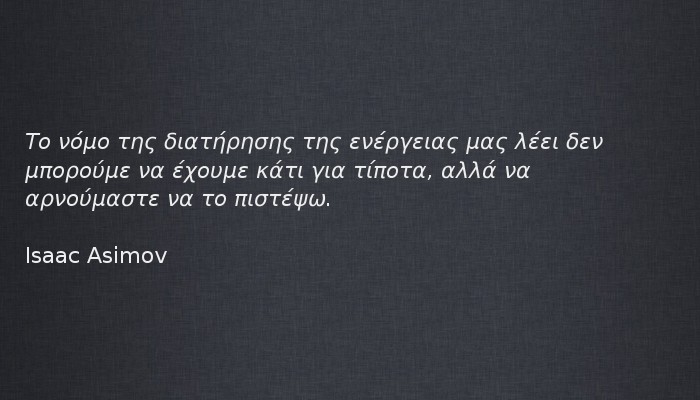 Το νόμο της διατήρησης της ενέργειας μας λέει δεν
μπορούμε να έχουμε κάτι για τίποτα, αλλά να
αρνούμαστε να το πιστέψω.
Isaac Asimov